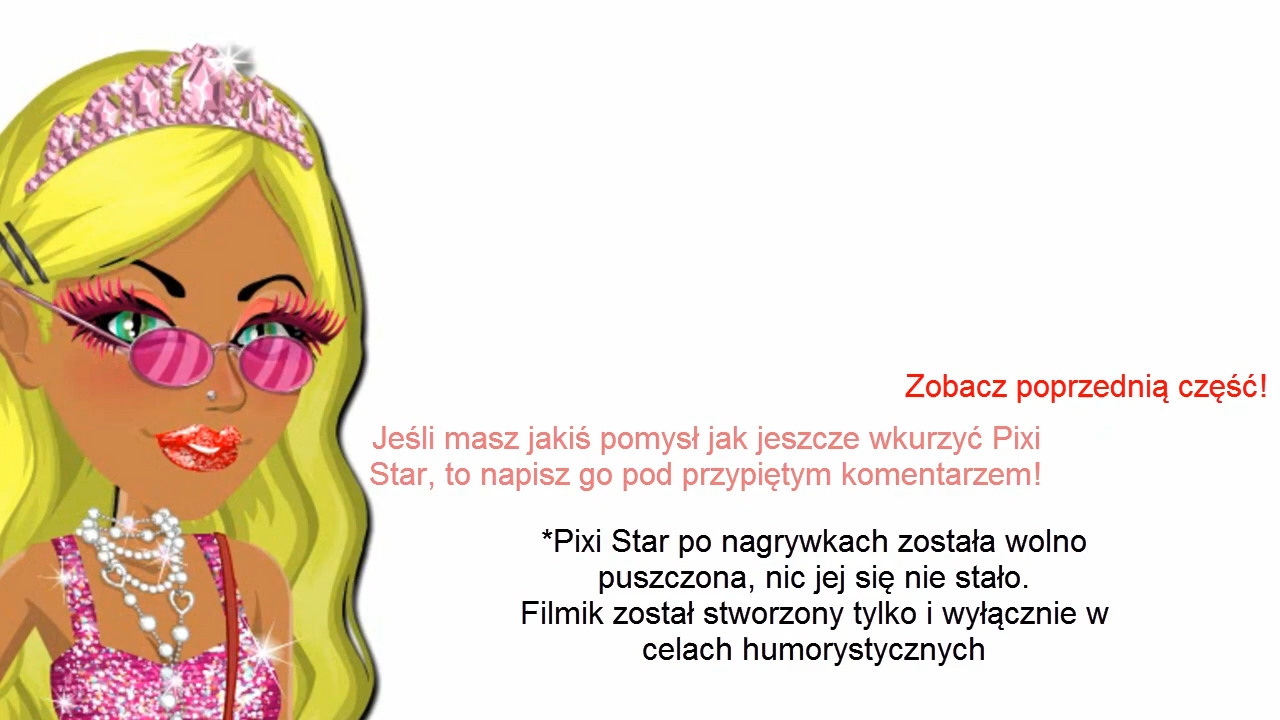 Zobacz poprzednią część!
Jeśli masz jakiś pomysł jak jeszcze wkurzyć Pixi
Star, to napisz go pod przypiętym komentarzem!
*Pixi Star po nagrywkach została wolno
puszczona, nic jej się nie stało.
Filmik został stworzony tylko i wyłącznie w
celach humorystycznych